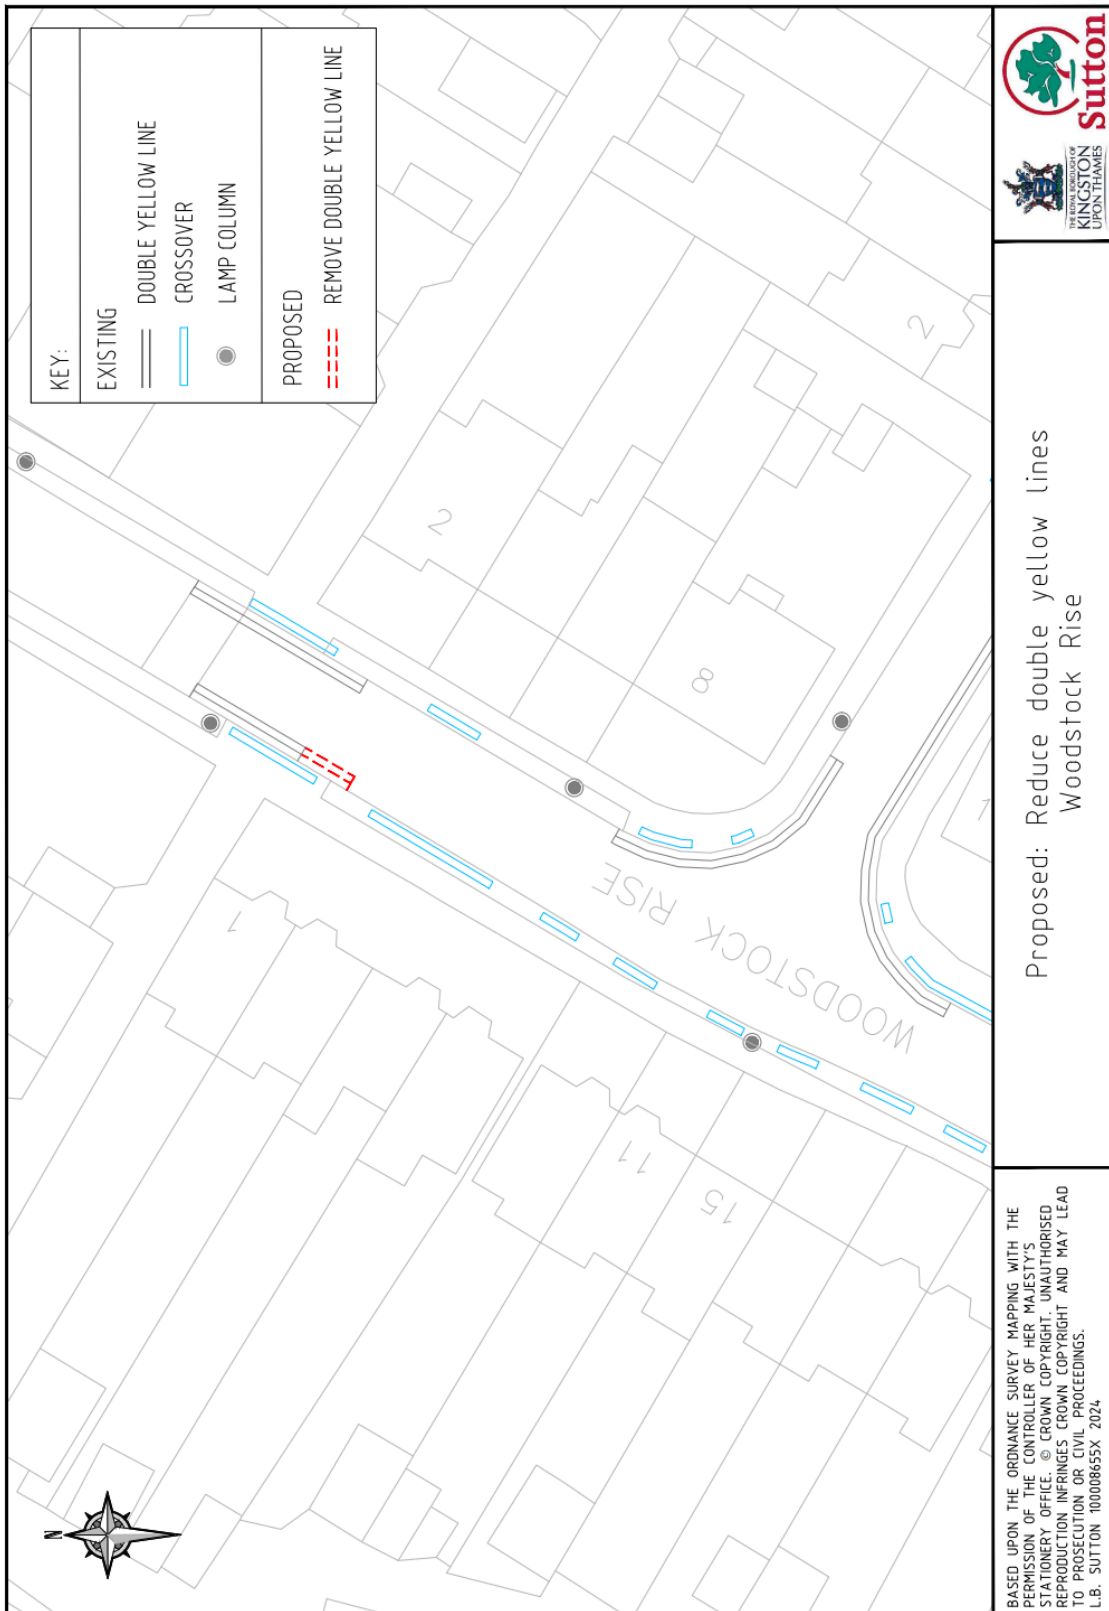 KEY:
EXISTING
DOUBLE YELLOW LINE
CROSSOVER
LAMP COLUMN
PROPOSED
REMOVE DOUBLE YELLOW LINE
N
2
2
8
1
1
11
15
WOODSTOCK RISE
BASED UPON THE ORDNANCE SURVEY MAPPING WITH THE
PERMISSION OF THE CONTROLLER OF HER MAJESTY'S
STATIONERY OFFICE. © CROWN COPYRIGHT. UNAUTHORISED
REPRODUCTION INFRINGES CROWN COPYRIGHT AND MAY LEAD
TO PROSECUTION OR CIVIL PROCEEDINGS.
L.B. SUTTON 100008655X 2024
Proposed: Reduce double yellow lines
Woodstock Rise
THE ROYAL BOROUGH OF
KINGSTON
UPON THAMES
Sutton